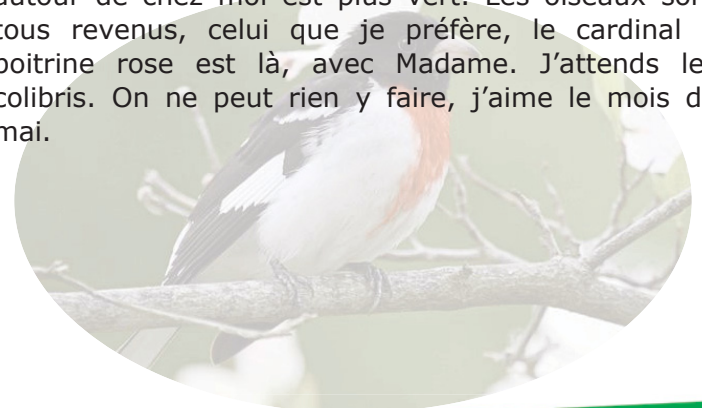 autour de chez moi est plus vert. Les oiseaux
tous revenus, celui que je préfère, le cardinal
poitrine rose est là, avec Madame. J’attends
colibris. On ne peut rien y faire, j’aime le mois
mai.